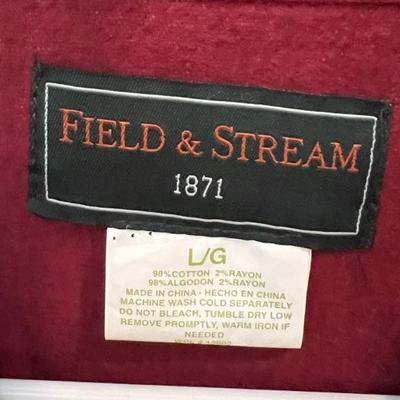 FIELD & STREAM
1871
L/G
98%COTTON 2%RAYON
98%ALGODON 2%RAYON
MADE IN CHINA - HECHO EN CHINA
MACHINE WASH COLD SEPARATELY
DO NOT BLEACH, TUMBLE DRY LOW
REMOVE PROMPTLY, WARM IRON IF
NEEDED